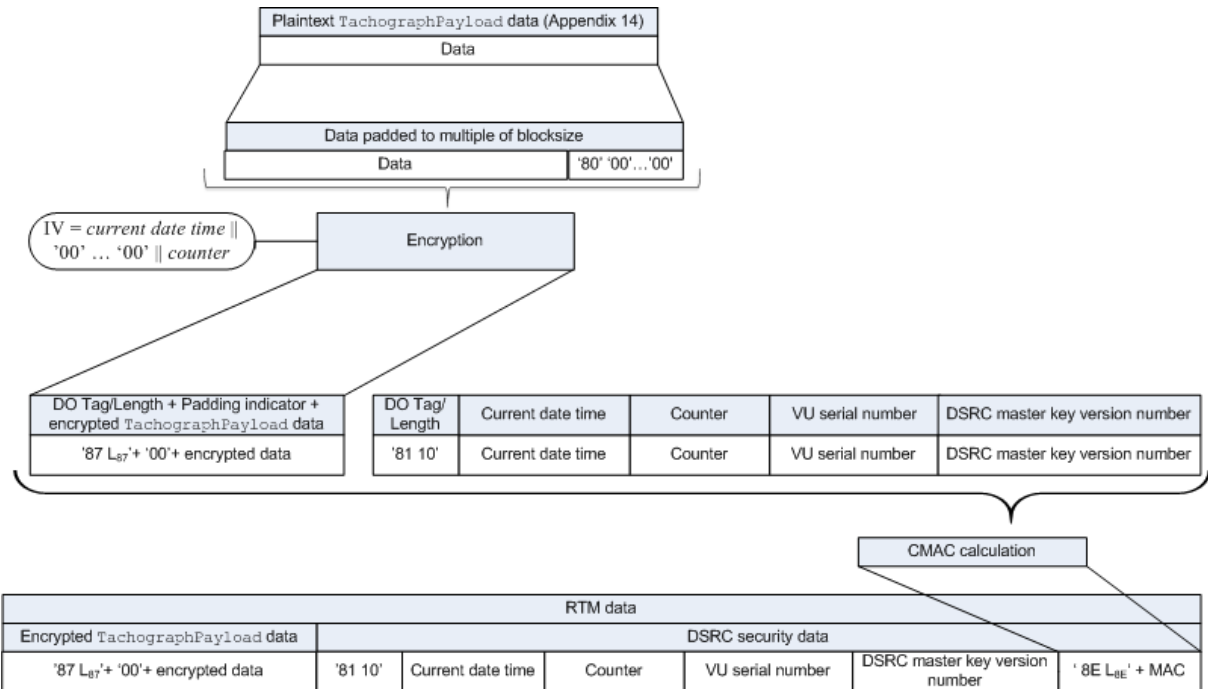 Plaintext TachographPayload data (Appendix 14)
Data
Data padded to multiple of blocksize
Data '80' '00'…'00'
IV = current date time ||
'00' … '00' || counter
Encryption
DO Tag/Length + Padding indicator +
encrypted TachographPayload data
DO Tag/
Length
Current date time Counter VU serial number DSRC master key version number
'87 L87'+ '00'+ encrypted data '81 10' Current date time Counter VU serial number DSRC master key version number
CMAC calculation
RTM data
Encrypted TachographPayload data DSRC security data
'87 L87'+ '00'+ encrypted data '81 10' Current date time Counter VU serial number DSRC master key version
number
' 8E L8E' + MAC